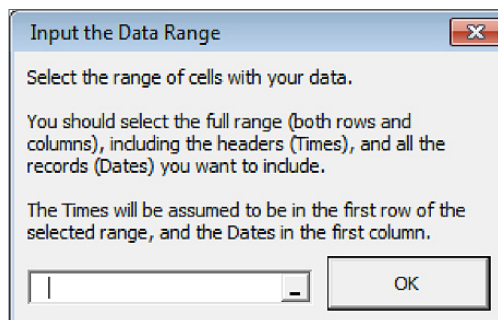 Input the Data Range
Select the range of cells with your data.
You should select the full range (both rows and
columns), including the headers (Times), and all the
records (Dates) you want to include.
The Times will be assumed to be in the first row of the
selected range, and the Dates in the first column.
OK